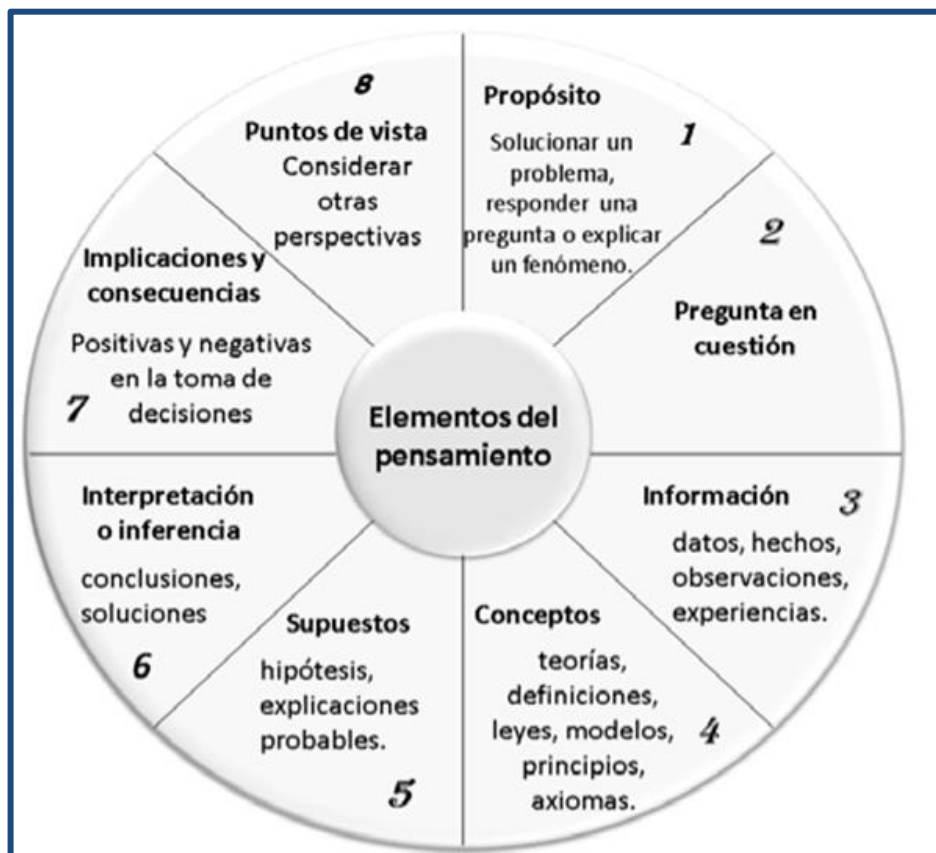 Elementos del
pensamiento
Propósito
1
Solucionar un
problema,
responder una
pregunta o explicar
un fenómeno.
2
Pregunta en
cuestión
Información
3
datos, hechos,
observaciones,
experiencias.
Conceptos
teorías,
definiciones,
leyes, modelos,
4
principios,
axiomas.
Supuestos
hipótesis,
explicaciones
probables.
5
Interpretación
o inferencia
conclusiones,
soluciones
6
Implicaciones y
consecuencias
Positivas y negativas
en la toma de
7
decisiones
8
Puntos de vista
Considerar
otras
perspectivas